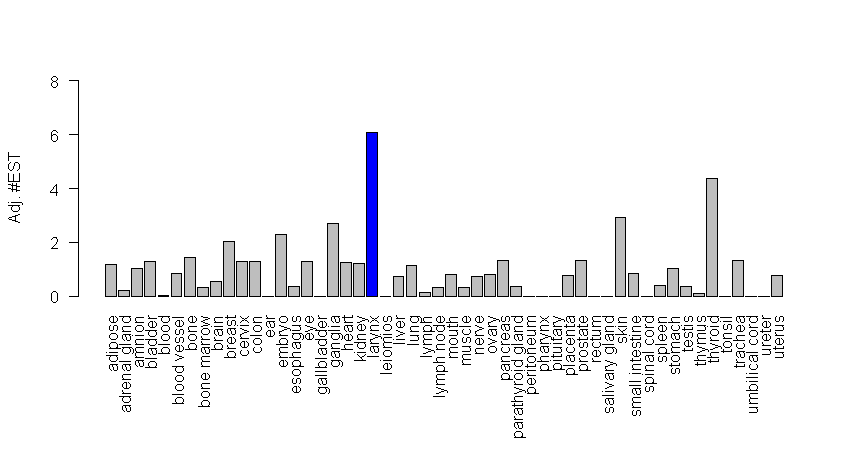 8
6
4
2
0
Adj. #EST
adipose
adrenal gland
amnion
bladder
blood
blood vessel
bone
bone marrow
brain
breast
cervix
colon
ear
embryo
esophagus
eye
gallbladder
ganglia
heart
kidney
larynx
leiomios
liver
lung
lymph
lymph node
mouth
muscle
nerve
ovary
pancreas
parathyroid gland
peritoneum
pharynx
pituitary
placenta
prostate
rectum
salivary gland
skin
small intestine
spinal cord
spleen
stomach
testis
thymus
thyroid
tonsil
trachea
umbilical cord
ureter
uterus